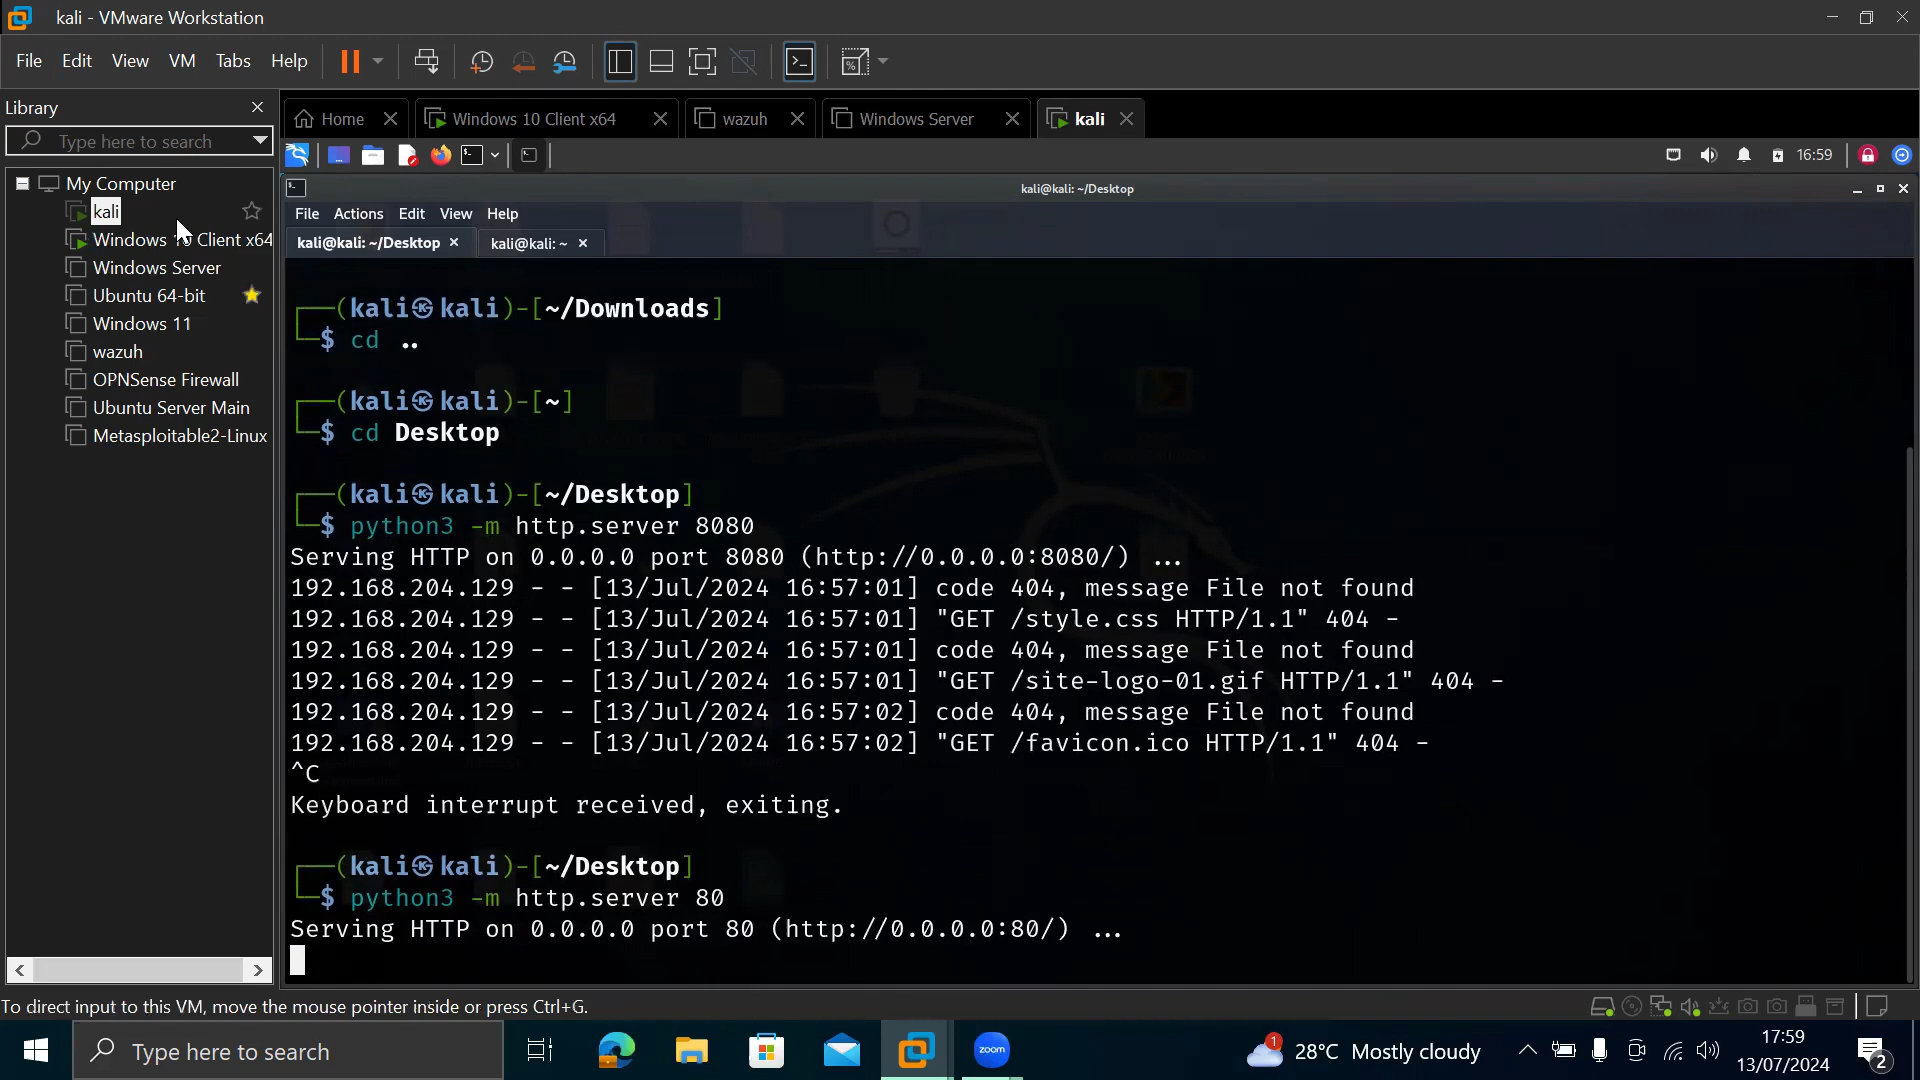 kali - VMware Workstation
File Edit View VM Tabs Help
Library
Type here to search
My Computer
kali
Windows 10 Client x64
Windows Server
Ubuntu 64-bit
Windows 11
wazuh
OPNSense Firewall
Ubuntu Server Main
Metasploitable2-Linux
Home Windows 10 Client x64 wazuh Windows Server kali
16:59
kali@kali: ~/Desktop
File Actions Edit View Help
kali@kali: ~/Desktop kali@kali: ~
(kali㉿kali)-[~/Downloads]
$ cd ..
(kali㉿kali)-[~]
$ cd Desktop
(kali㉿kali)-[~/Desktop]
$ python3 -m http.server 8080
Serving HTTP on 0.0.0.0 port 8080 (http://0.0.0.0:8080/) ...
192.168.204.129 - - [13/Jul/2024 16:57:01] code 404, message File not found
192.168.204.129 - - [13/Jul/2024 16:57:01] "GET /style.css HTTP/1.1" 404 -
192.168.204.129 - - [13/Jul/2024 16:57:01] code 404, message File not found
192.168.204.129 - - [13/Jul/2024 16:57:01] "GET /site-logo-01.gif HTTP/1.1" 404 -
192.168.204.129 - - [13/Jul/2024 16:57:02] code 404, message File not found
192.168.204.129 - - [13/Jul/2024 16:57:02] "GET /favicon.ico HTTP/1.1" 404 -
^C
Keyboard interrupt received, exiting.
(kali㉿kali)-[~/Desktop]
$ python3 -m http.server 80
Serving HTTP on 0.0.0.0 port 80 (http://0.0.0.0:80/) ...
To direct input to this VM, move the mouse pointer inside or press Ctrl+G.
Type here to search
zoom
1
28°C Mostly cloudy
17:59
13/07/2024
2